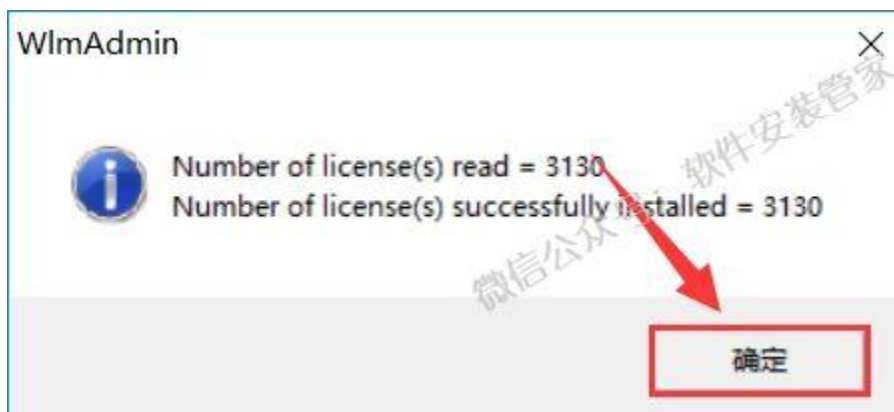 WlmAdmin
Number of license(s) read = 3130
Number of license(s) successfully installed = 3130
微信公众号：软件安装管家
确定